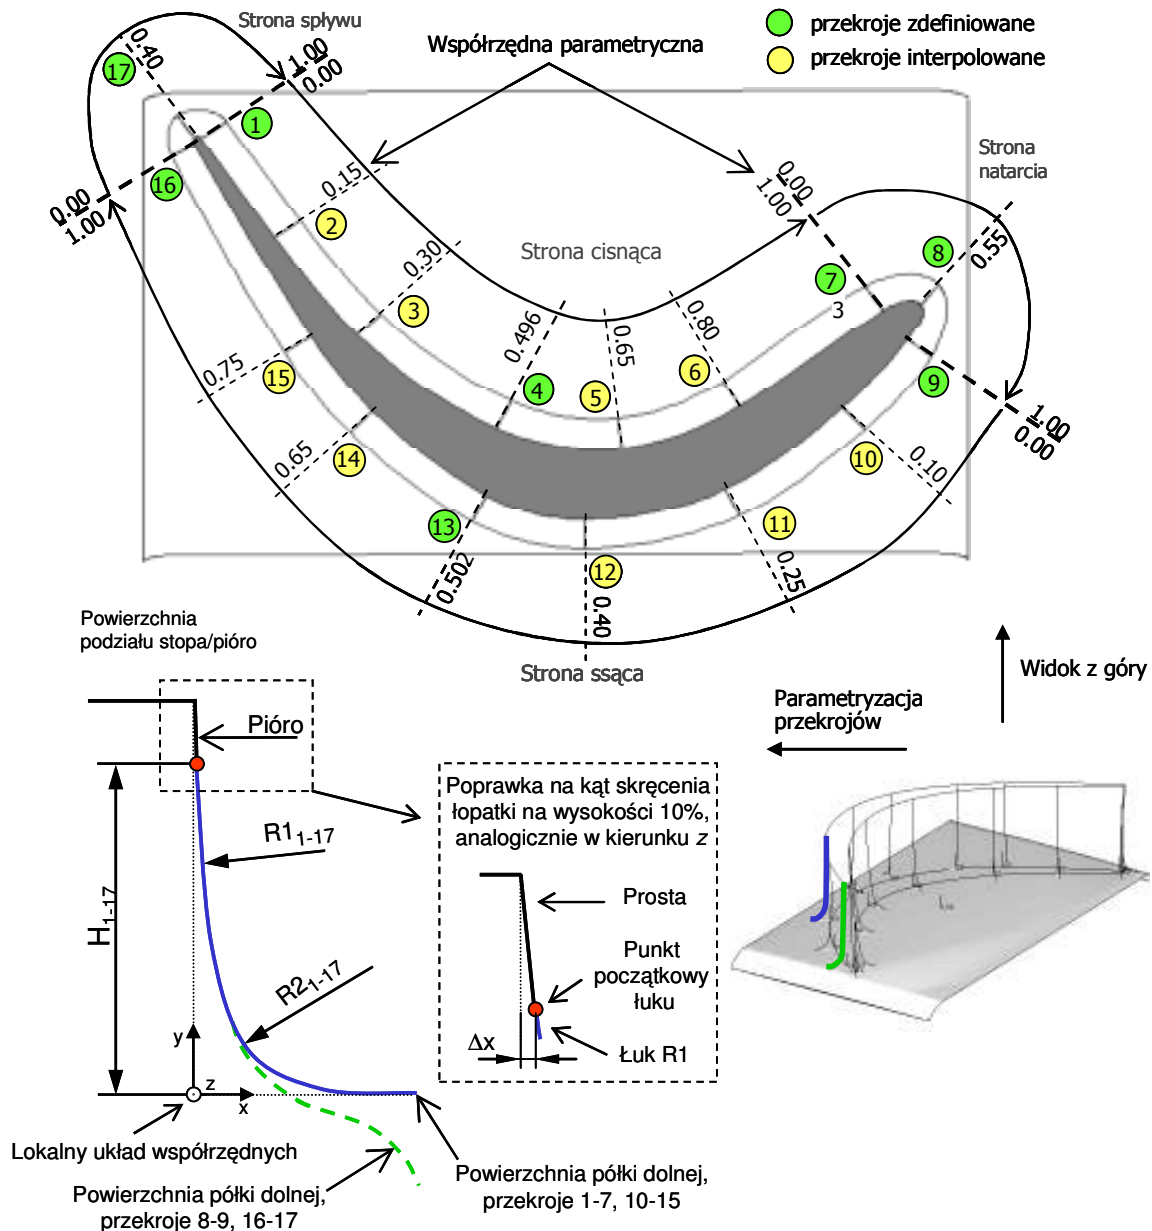 Strona spływu
przekroje zdefiniowane
przekroje interpolowane
Współrzędna parametryczna
17
0.40
1.00
0.00
1
16
0.00
1.00
0.15
2
Strona
natarcia
0.00
1.00
0.30
3
Strona cisnąca
7
3
8
0.55
0.496
0.65
0.80
4
5
6
9
0.75
15
1.00
0.00
0.65
14
10
0.10
13
0.502
12
0.40
11
0.25
Strona ssąca
Powierzchnia
podziału stopa/pióro
Pióro
Widok z góry
Parametryzacja
przekrojów
Poprawka na kąt skręcenia
łopatki na wysokości 10%,
analogicznie w kierunku z
R1₁₋₁₇
H₁₋₁₇
R2₁₋₁₇
Prosta
Punkt
początkowy
łuku
Δx
Łuk R1
y
z
x
Lokalny układ współrzędnych
Powierzchnia półki dolnej,
przekroje 8-9, 16-17
Powierzchnia półki dolnej,
przekroje 1-7, 10-15